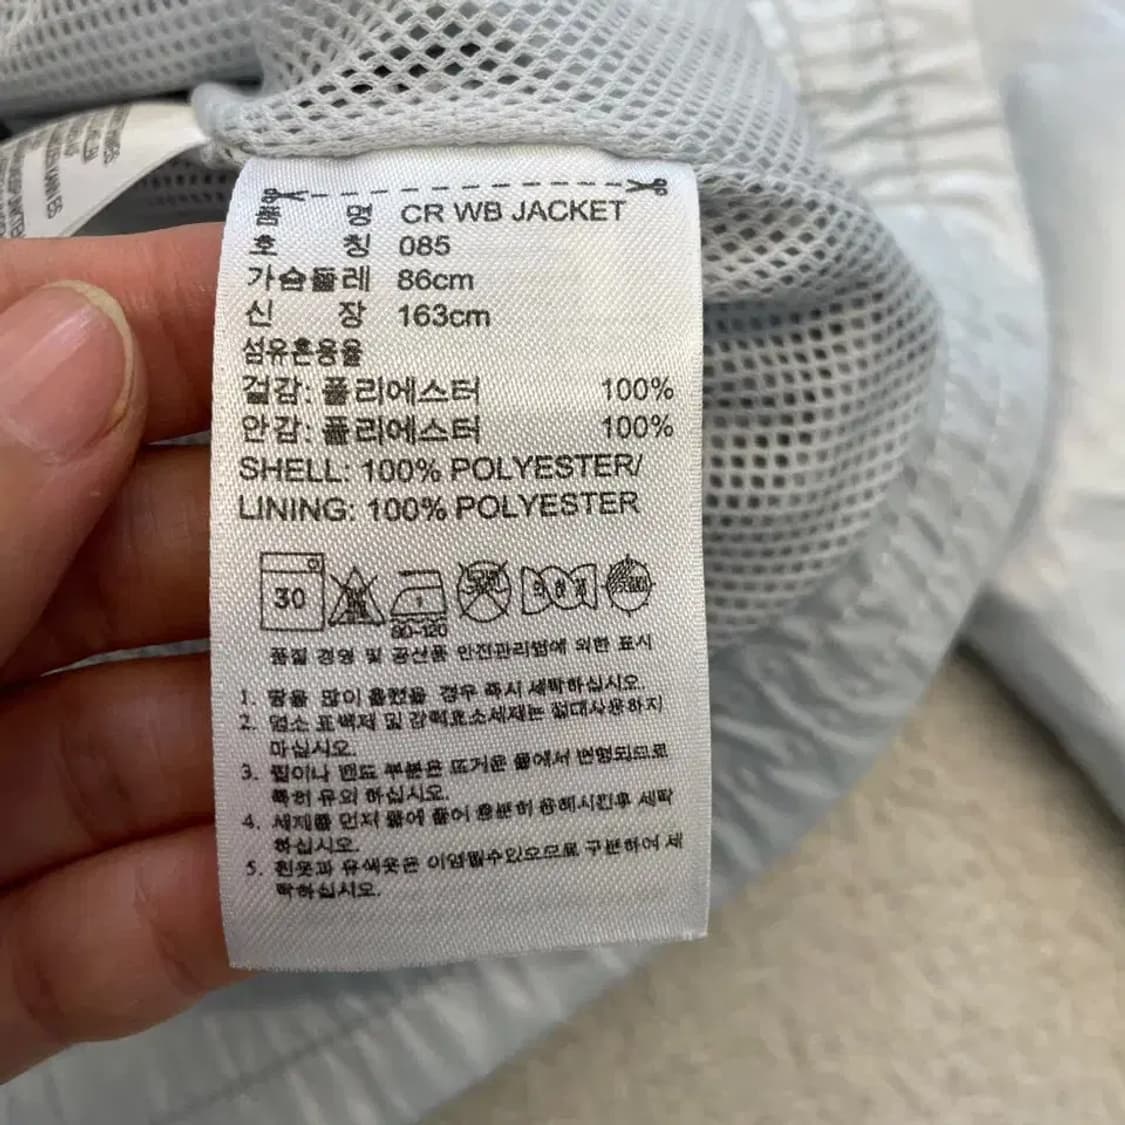 품 명 CR WB JACKET
호 칭 085
가슴둘레 86cm
신 장 163cm
섬유혼용율
겉감: 폴리에스터 100%
안감: 폴리에스터 100%
SHELL: 100% POLYESTER/
LINING: 100% POLYESTER
30
1
80-120
품질 경영 및 공산품 안전관리법에 의한 표시
1. 땀을 많이 흘렸을 경우 즉시 세탁하십시오.
2. 염소 표백제 및 강력효소세제는 절대사용하지
마십시오.
3. 힙이나 밴드 부분은 뜨거운 물에서 변형되므로
특히 유의 하십시오.
4. 세제를 먼저 물에 풀어 충분히 용해시킨후 세탁
하십시오.
5. 흰옷과 유색옷은 이염될수있으므로 구분하여 세
탁하십시오.